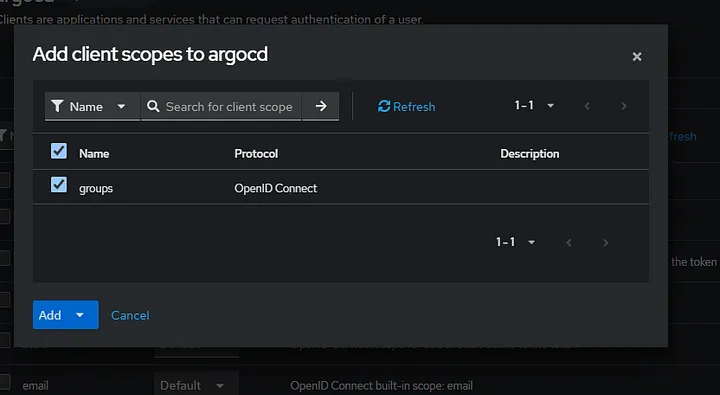 Clients are applications and services that can request authentication of a user.
Add client scopes to argocd
Name Search for client scope Refresh 1-1
Name Protocol Description
groups OpenID Connect
1-1
the token
Add Cancel
email Default OpenID Connect built-in scope: email